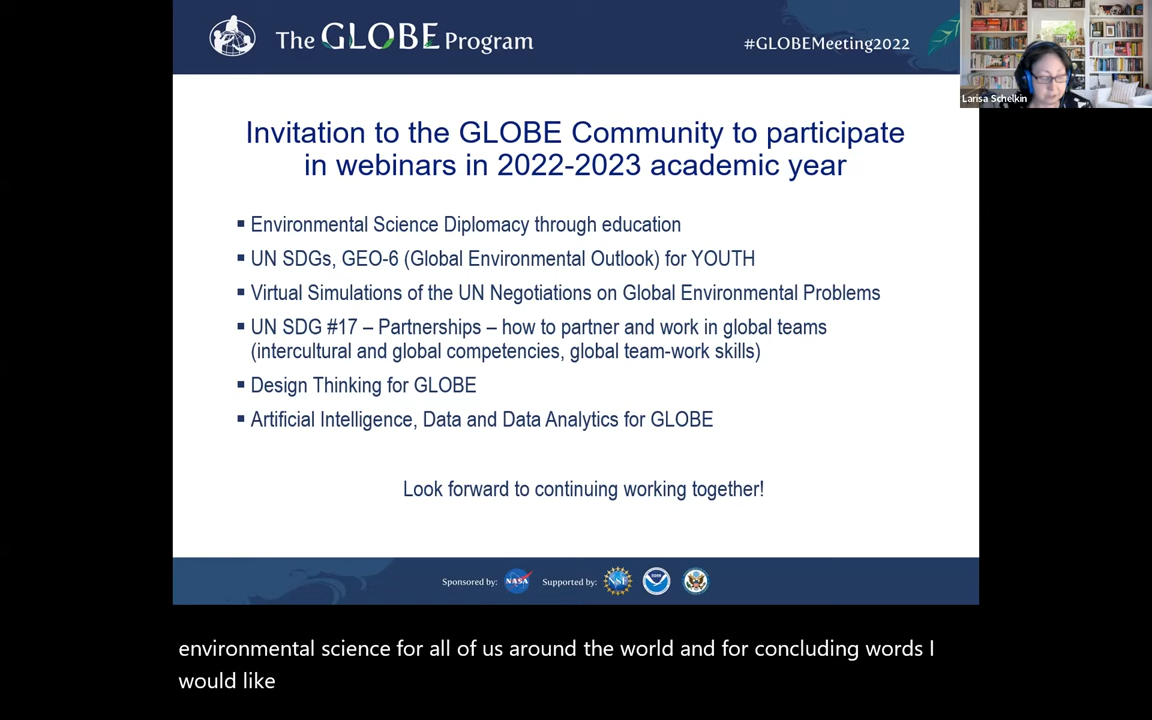 The GLOBE Program
#GLOBEMeeting2022
Larisa Schelkin
Invitation to the GLOBE Community to participate
in webinars in 2022-2023 academic year
▪ Environmental Science Diplomacy through education
▪ UN SDGs, GEO-6 (Global Environmental Outlook) for YOUTH
▪ Virtual Simulations of the UN Negotiations on Global Environmental Problems
▪ UN SDG #17 – Partnerships – how to partner and work in global teams
(intercultural and global competencies, global team-work skills)
▪ Design Thinking for GLOBE
▪ Artificial Intelligence, Data and Data Analytics for GLOBE
Look forward to continuing working together!
Sponsored by: NASA Supported by: NSF
environmental science for all of us around the world and for concluding words I
would like